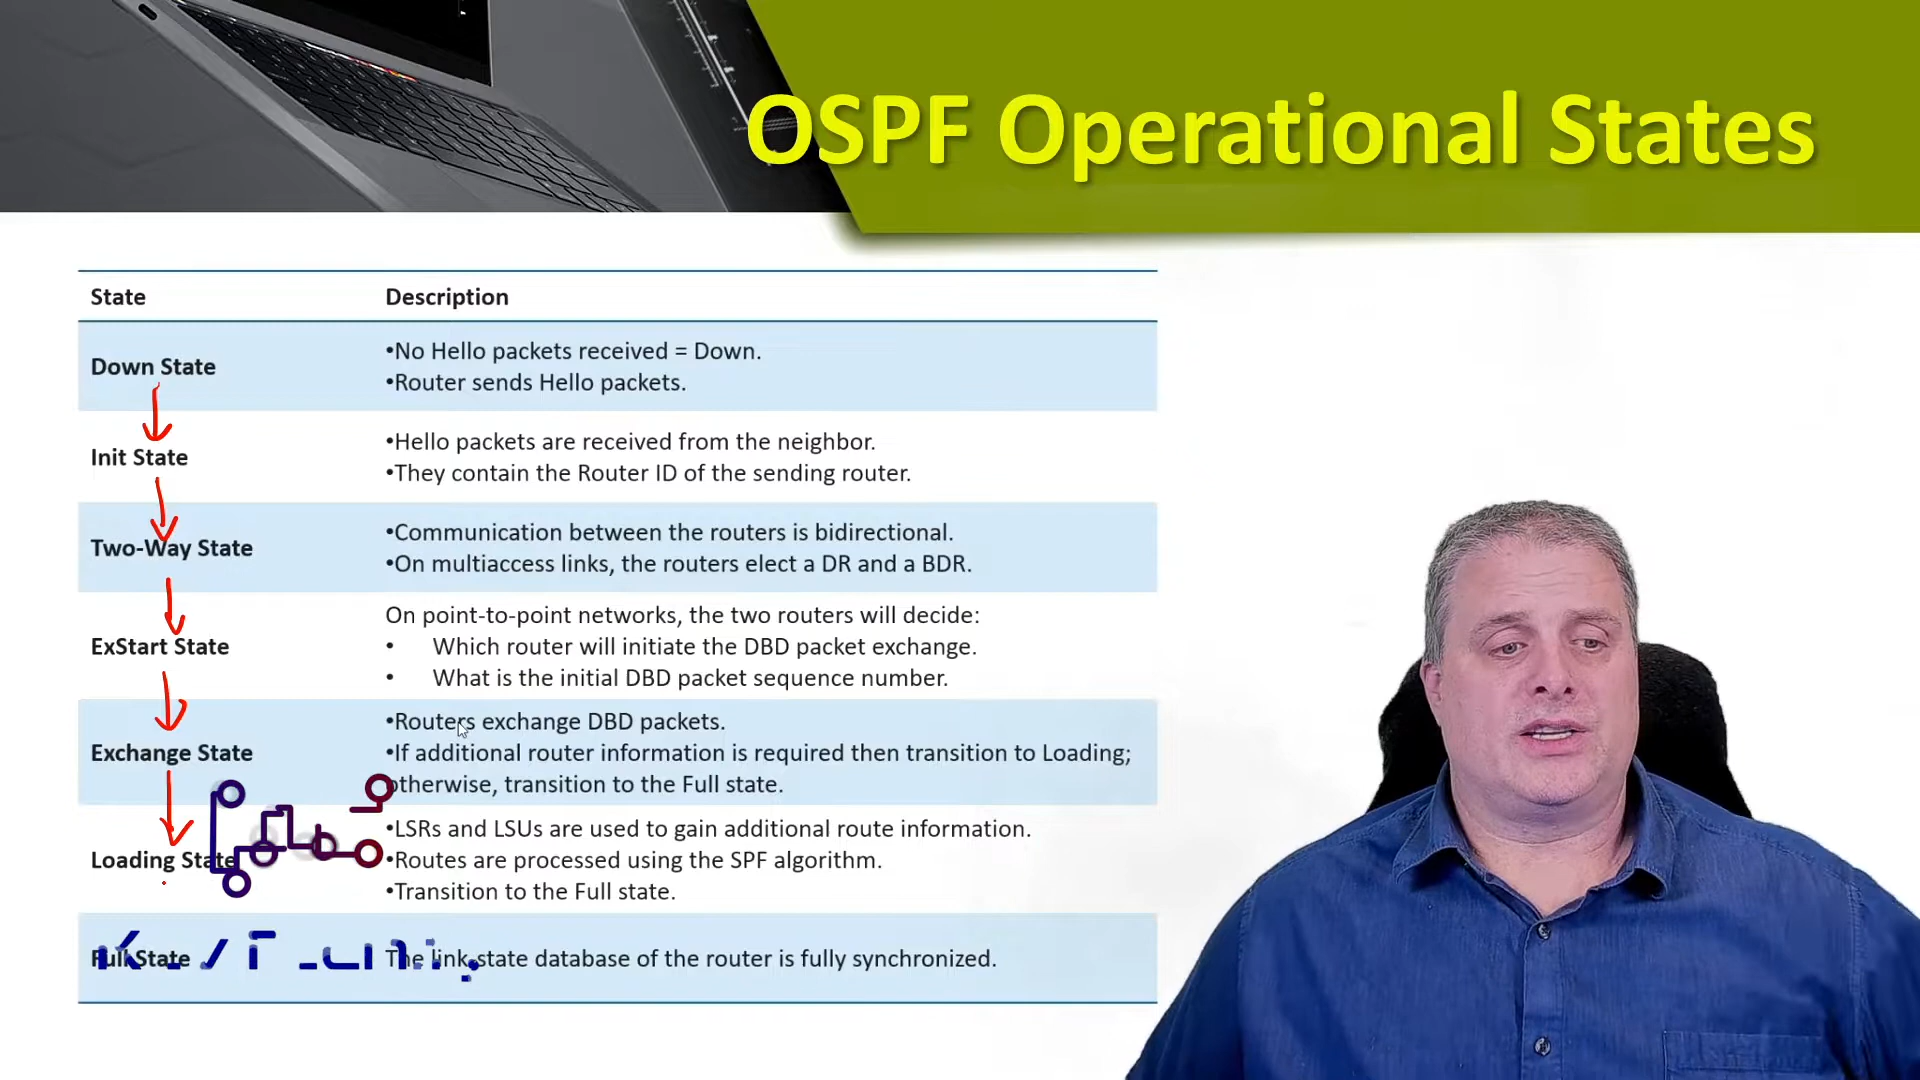 OSPF Operational States
State Description
Down State
•No Hello packets received = Down.
•Router sends Hello packets.
Init State
•Hello packets are received from the neighbor.
•They contain the Router ID of the sending router.
Two-Way State
•Communication between the routers is bidirectional.
•On multiaccess links, the routers elect a DR and a BDR.
ExStart State
On point-to-point networks, the two routers will decide:
• Which router will initiate the DBD packet exchange.
• What is the initial DBD packet sequence number.
Exchange State
•Routers exchange DBD packets.
•If additional router information is required then transition to Loading;
otherwise, transition to the Full state.
Loading State
•LSRs and LSUs are used to gain additional route information.
•Routes are processed using the SPF algorithm.
•Transition to the Full state.
Full State
The link-state database of the router is fully synchronized.